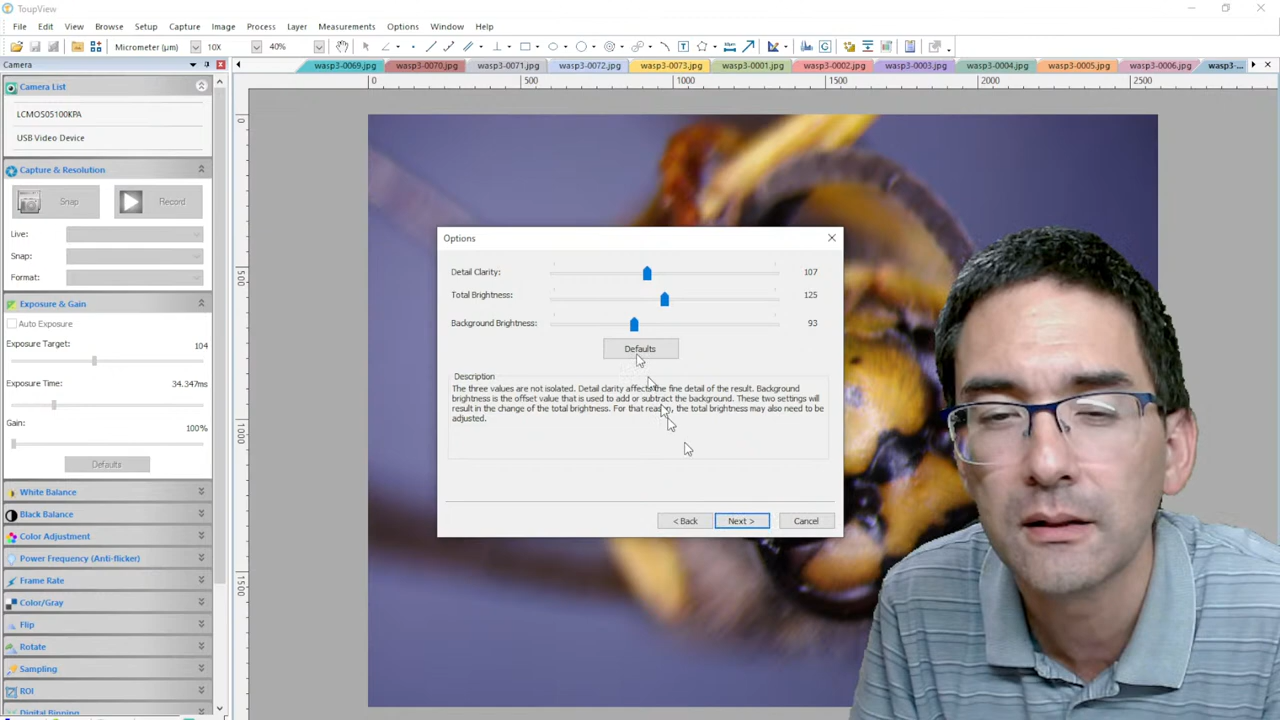 ToupView
File Edit View Browse Setup Capture Image Process Layer Measurements Options Window Help
Micrometer (µm) 10X 40%
Camera
wasp3-0069.jpg wasp3-0070.jpg wasp3-0071.jpg wasp3-0072.jpg wasp3-0073.jpg wasp3-0001.jpg wasp3-0002.jpg wasp3-0003.jpg wasp3-0004.jpg wasp3-0005.jpg wasp3-0006.jpg wasp3-...
0 500 1000 1500 2000 2500
0
500
1000
1500
Camera List
LCMOS05100KPA
USB Video Device
Capture & Resolution
Snap Record
Live:
Snap:
Format:
Exposure & Gain
Auto Exposure
Exposure Target: 104
Exposure Time: 34.347ms
Gain: 100%
Defaults
White Balance
Black Balance
Color Adjustment
Power Frequency (Anti-flicker)
Frame Rate
Color/Gray
Flip
Rotate
Sampling
ROI
Digital Binning
Options
Detail Clarity: 107
Total Brightness: 125
Background Brightness: 93
Defaults
Description
The three values are not isolated. Detail clarity affects the fine detail of the result. Background
brightness is the offset value that is used to add or subtract the background. These two settings will
result in the change of the total brightness. For that reason, the total brightness may also need to be
adjusted.
< Back Next > Cancel